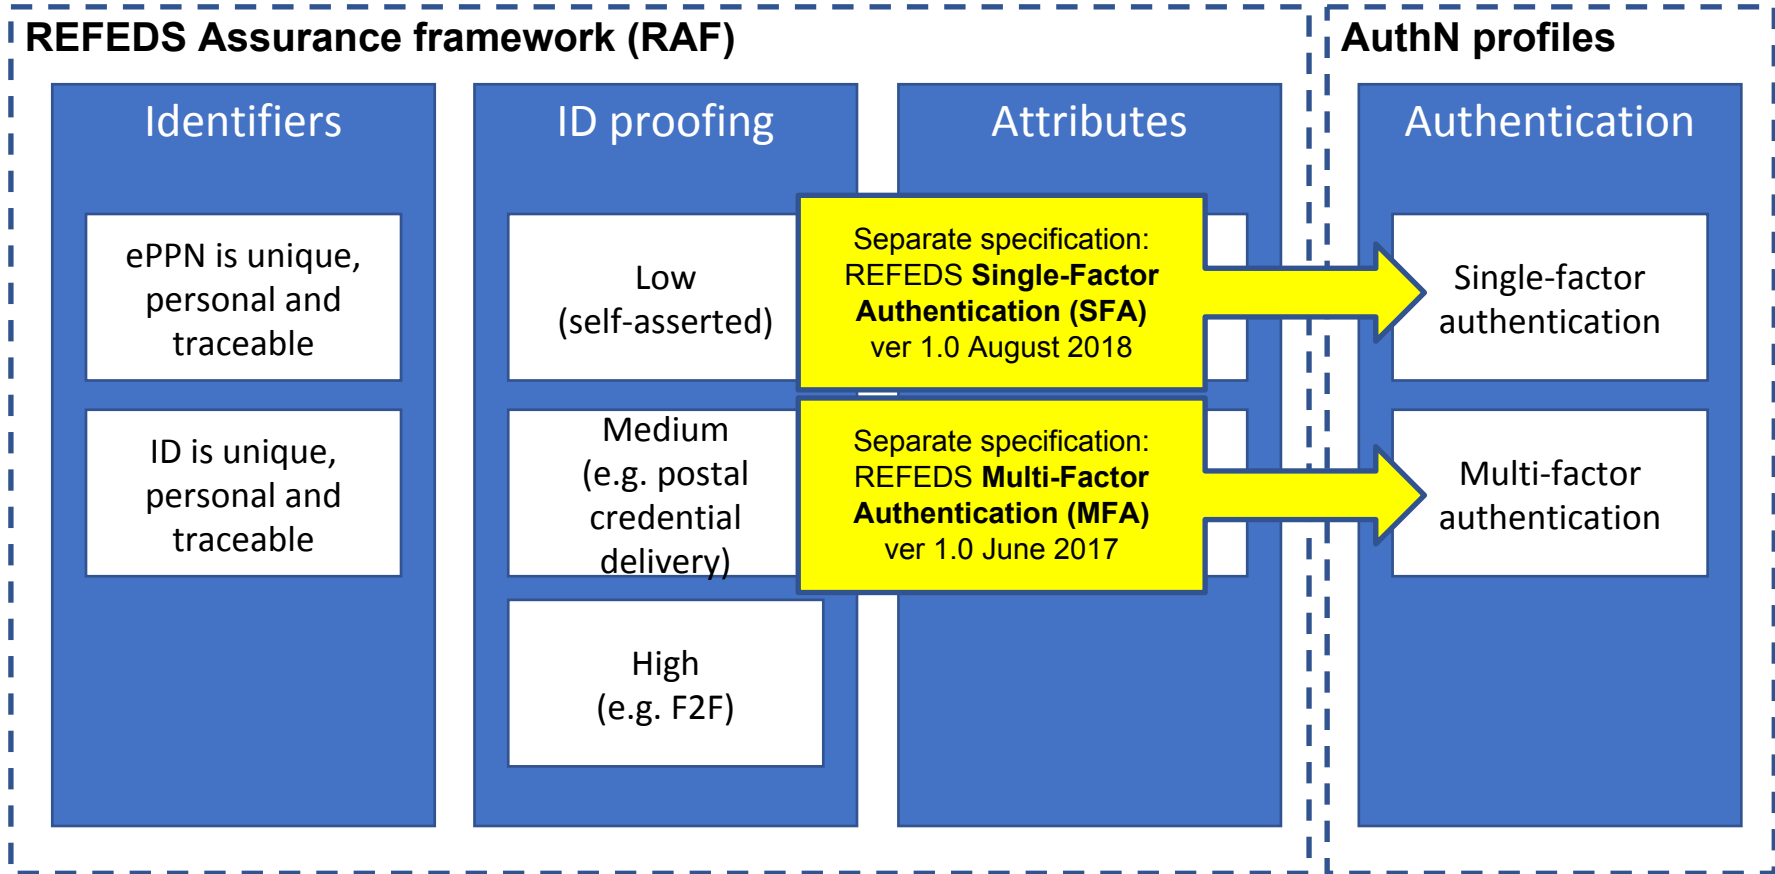 REFEDS Assurance framework (RAF)
AuthN profiles
Identifiers
ID proofing
Attributes
Authentication
ePPN is unique,
personal and
traceable
ID is unique,
personal and
traceable
Low
(self-asserted)
Medium
(e.g. postal
credential
delivery)
High
(e.g. F2F)
Separate specification:
REFEDS Single-Factor
Authentication (SFA)
ver 1.0 August 2018
Separate specification:
REFEDS Multi-Factor
Authentication (MFA)
ver 1.0 June 2017
Single-factor
authentication
Multi-factor
authentication